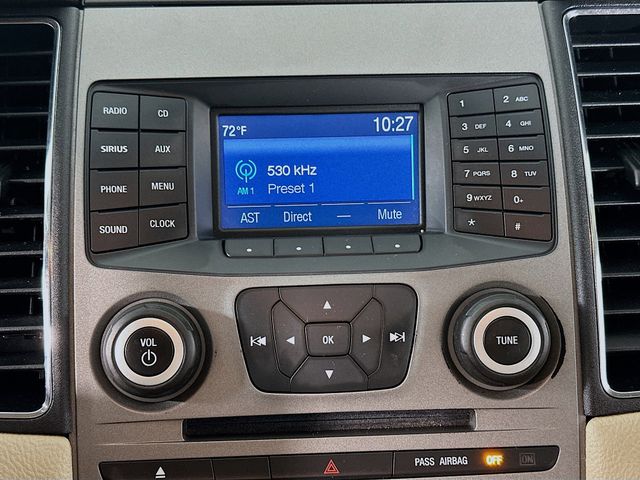 RADIO
CD
SIRIUS
AUX
PHONE
MENU
SOUND
CLOCK
72°F
10:27
AM 1
530 kHz
Preset 1
AST Direct — Mute
1
2 ABC
3 DEF
4 GHI
5 JKL
6 MNO
7 PQRS
8 TUV
9 WXYZ
0+
*
#
VOL
OK
TUNE
PASS AIRBAG OFF ON